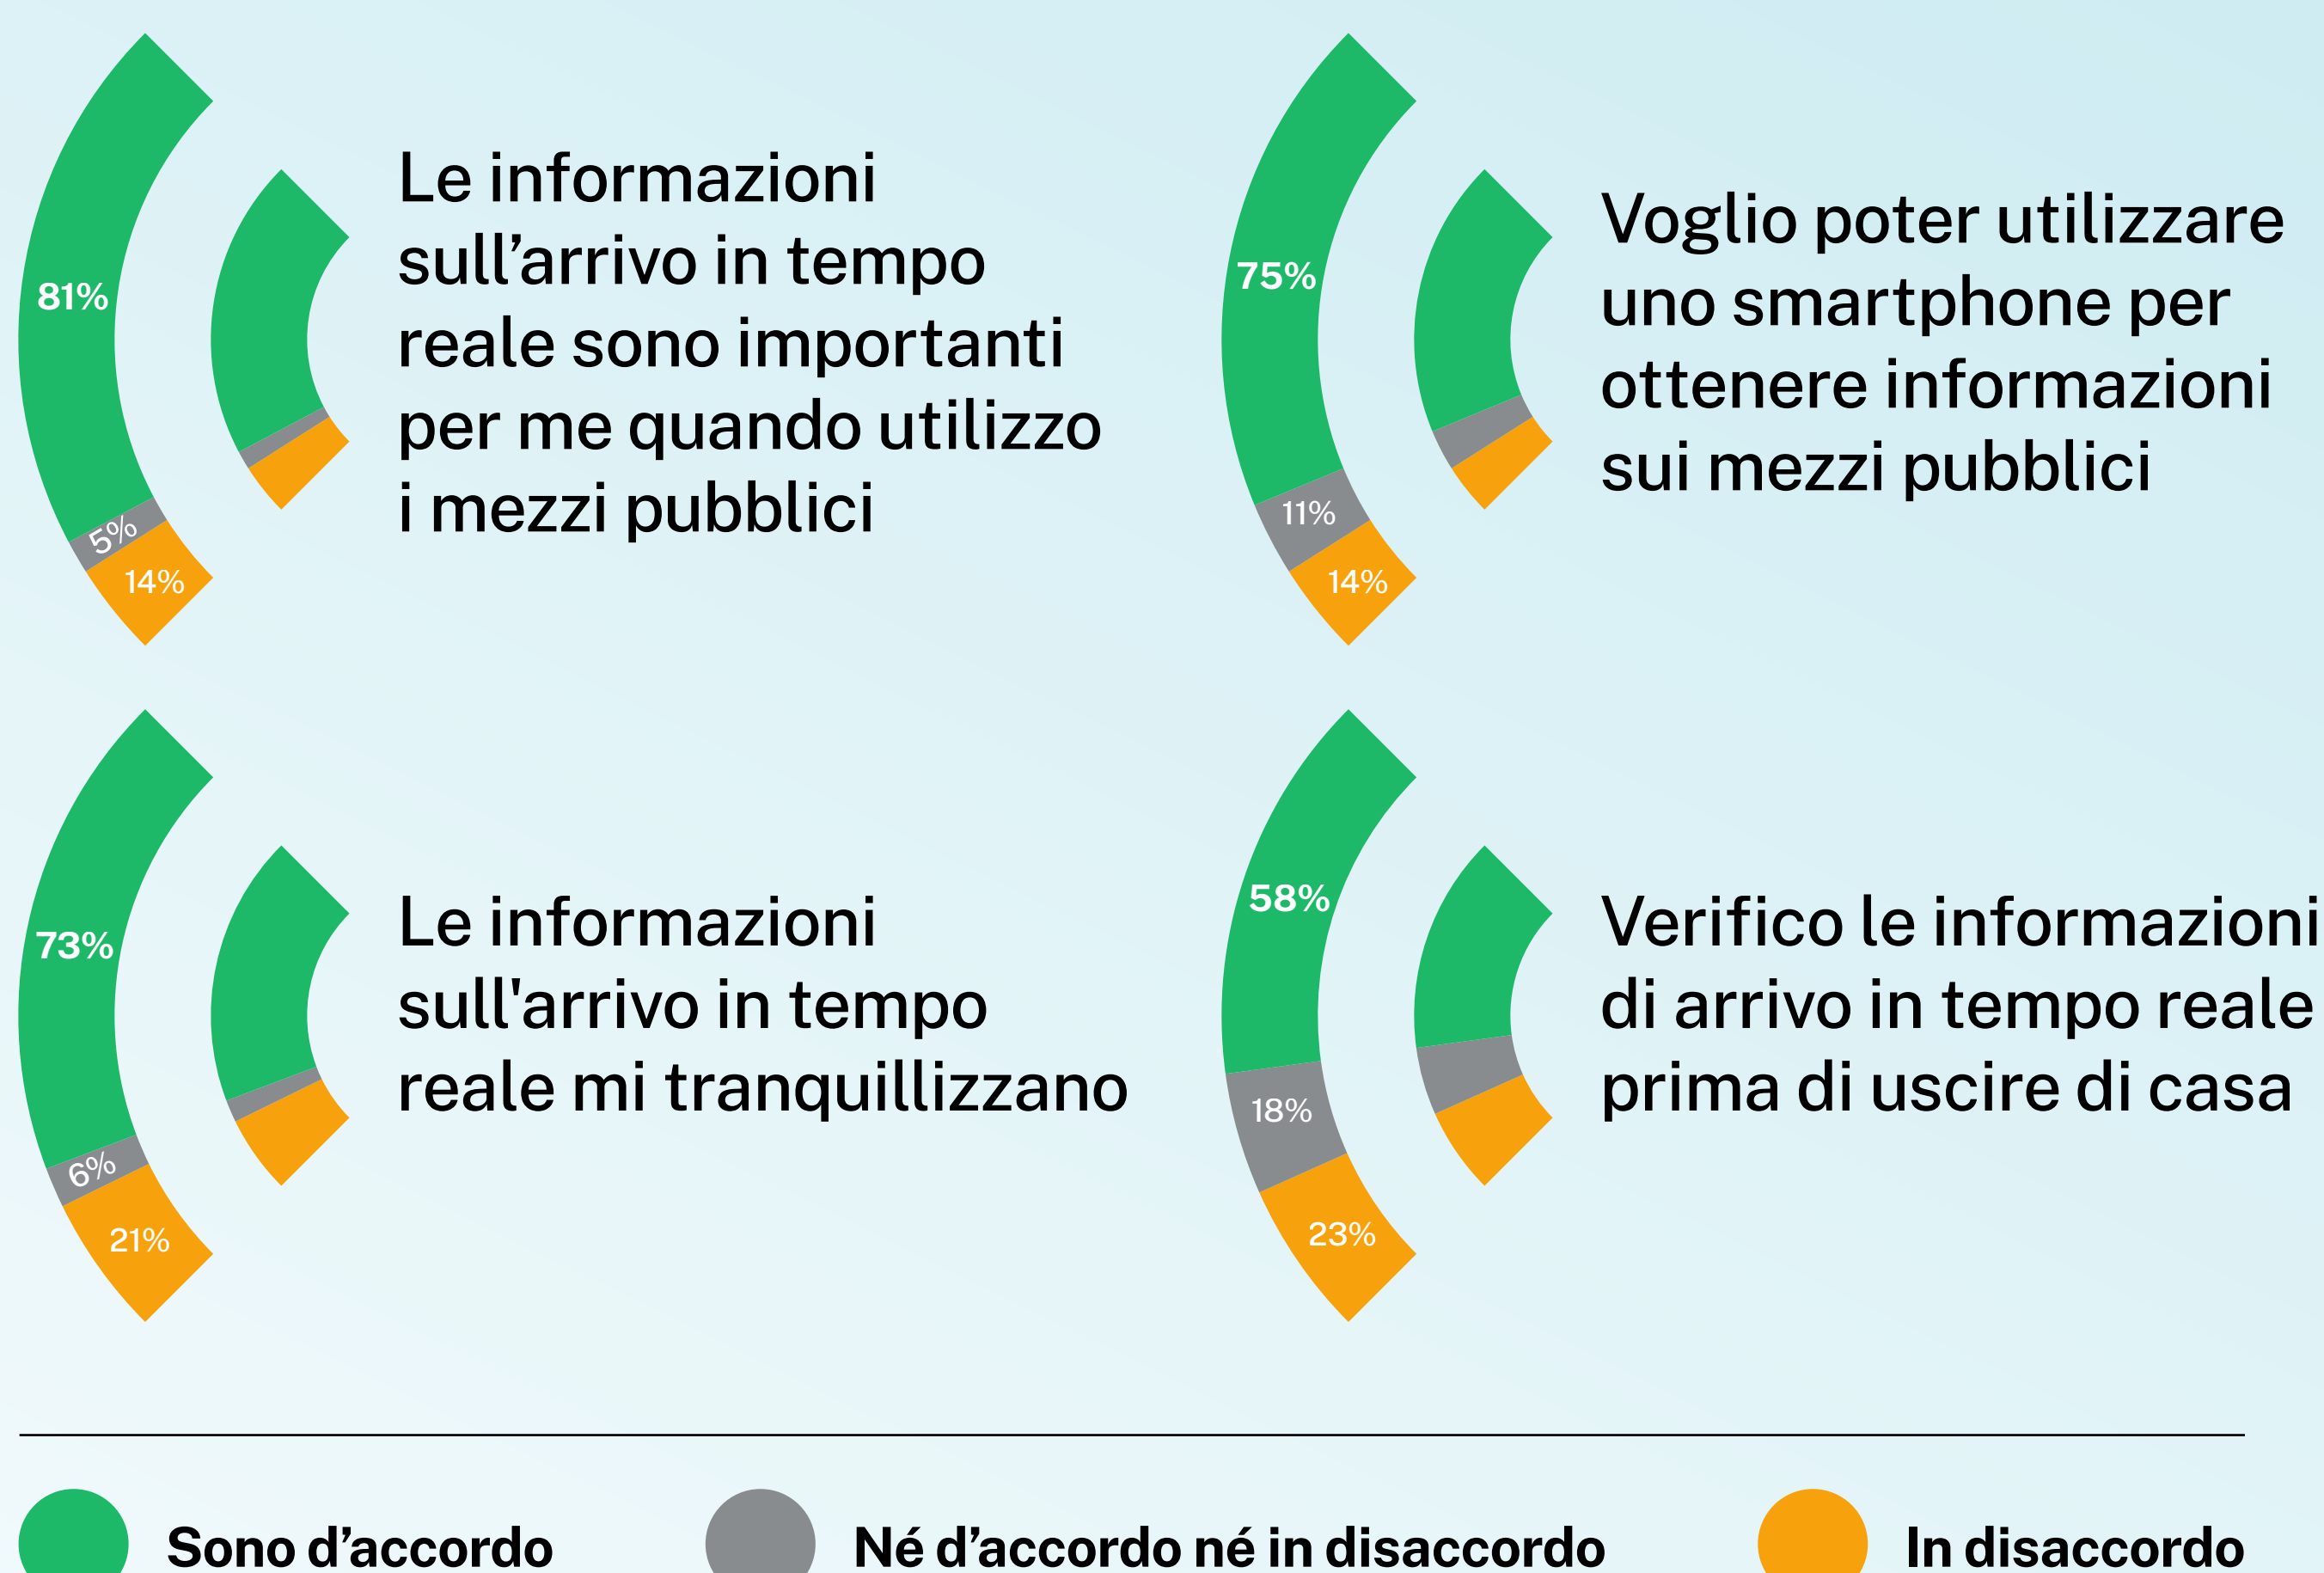 81%
5%
14%
Le informazioni
sull’arrivo in tempo
reale sono importanti
per me quando utilizzo
i mezzi pubblici
75%
11%
14%
Voglio poter utilizzare
uno smartphone per
ottenere informazioni
sui mezzi pubblici
73%
6%
21%
Le informazioni
sull'arrivo in tempo
reale mi tranquillizzano
58%
18%
23%
Verifico le informazioni
di arrivo in tempo reale
prima di uscire di casa
Sono d’accordo
Né d’accordo né in disaccordo
In disaccordo